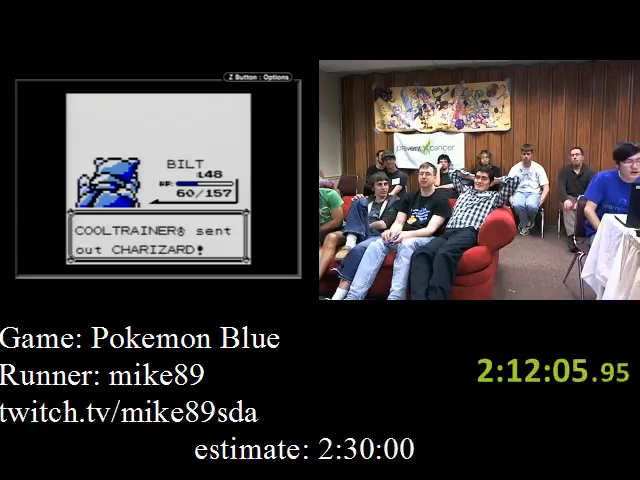 Z Button : Options
BILT
:L48
HP:
60/157
COOLTRAINER♂ sent
out CHARIZARD!
prevent cancer
Game: Pokemon Blue
Runner: mike89
twitch.tv/mike89sda
estimate: 2:30:00
2:12:05.95